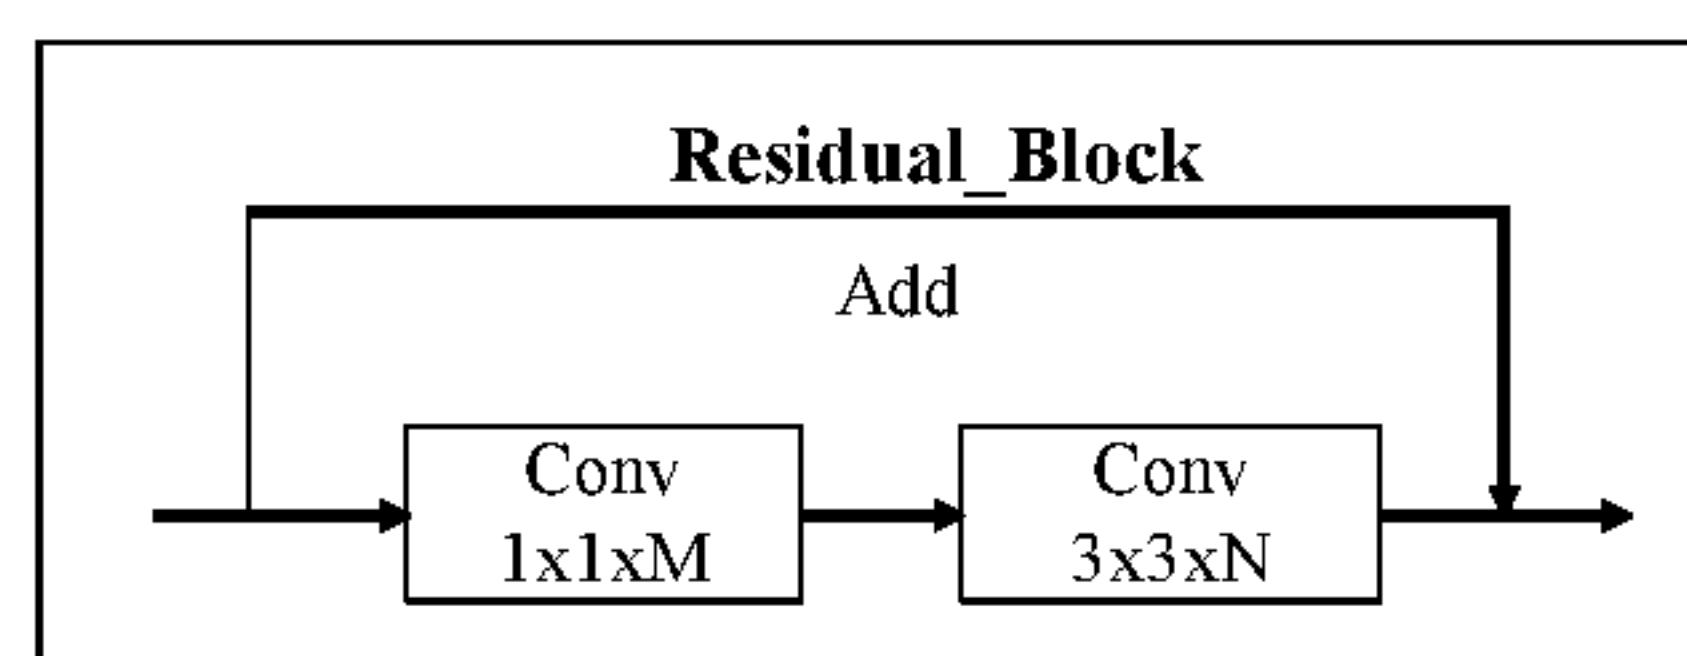 Residual_Block
Add
Conv
1x1xM
Conv
3x3xN